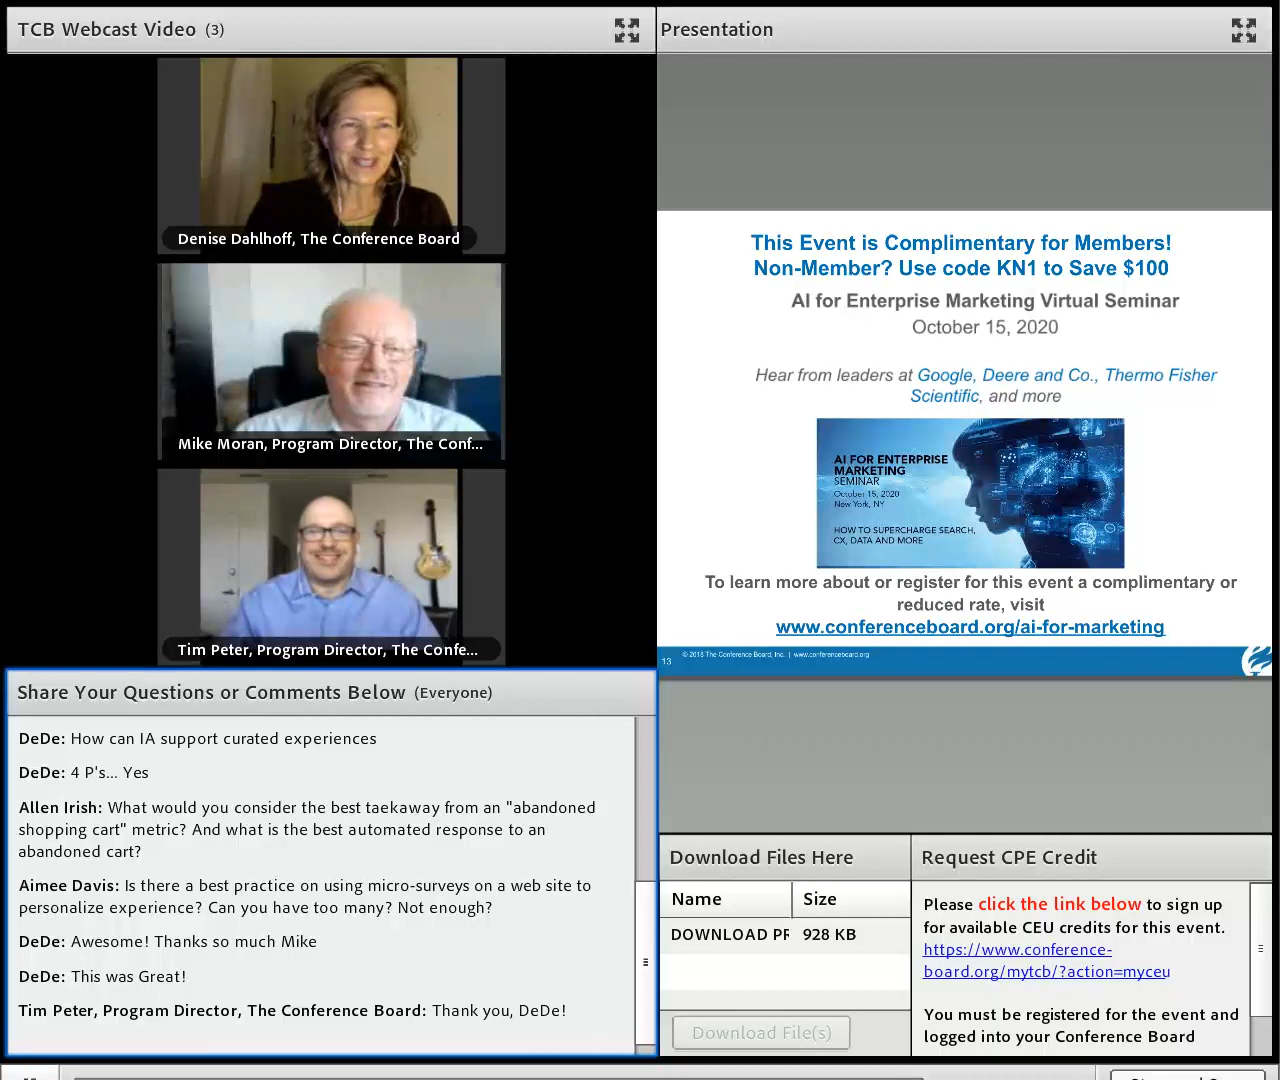 TCB Webcast Video (3)
Denise Dahlhoff, The Conference Board
Mike Moran, Program Director, The Conf...
Tim Peter, Program Director, The Confe...
Share Your Questions or Comments Below (Everyone)
DeDe: How can IA support curated experiences
DeDe: 4 P's... Yes
Allen Irish: What would you consider the best taekaway from an "abandoned
shopping cart" metric? And what is the best automated response to an
abandoned cart?
Aimee Davis: Is there a best practice on using micro-surveys on a web site to
personalize experience? Can you have too many? Not enough?
DeDe: Awesome! Thanks so much Mike
DeDe: This was Great!
Tim Peter, Program Director, The Conference Board: Thank you, DeDe!
Presentation
This Event is Complimentary for Members!
Non-Member? Use code KN1 to Save $100
AI for Enterprise Marketing Virtual Seminar
October 15, 2020
Hear from leaders at Google, Deere and Co., Thermo Fisher
Scientific, and more
AI FOR ENTERPRISE
MARKETING
SEMINAR
October 15, 2020
New York, NY
HOW TO SUPERCHARGE SEARCH,
CX, DATA AND MORE
To learn more about or register for this event a complimentary or
reduced rate, visit
www.conferenceboard.org/ai-for-marketing
13 © 2018 The Conference Board, Inc. | www.conferenceboard.org
Download Files Here
Name Size
DOWNLOAD PF 928 KB
Download File(s)
Request CPE Credit
Please click the link below to sign up
for available CEU credits for this event.
https://www.conference-
board.org/mytcb/?action=myceu
You must be registered for the event and
logged into your Conference Board